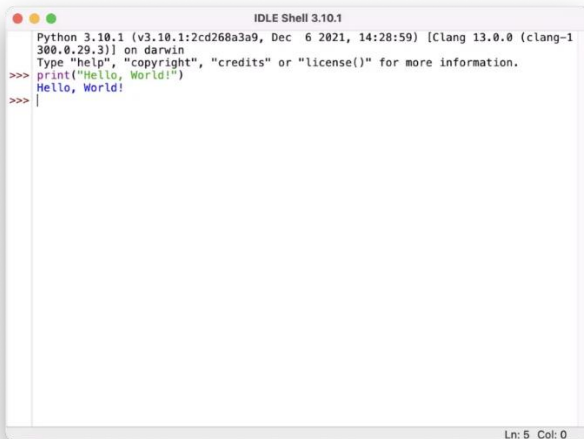 IDLE Shell 3.10.1
Python 3.10.1 (v3.10.1:2cd268a3a9, Dec  6 2021, 14:28:59) [Clang 13.0.0 (clang-1
300.0.29.3)] on darwin
Type "help", "copyright", "credits" or "license()" for more information.
>>> print("Hello, World!")
Hello, World!
>>>
Ln: 5 Col: 0